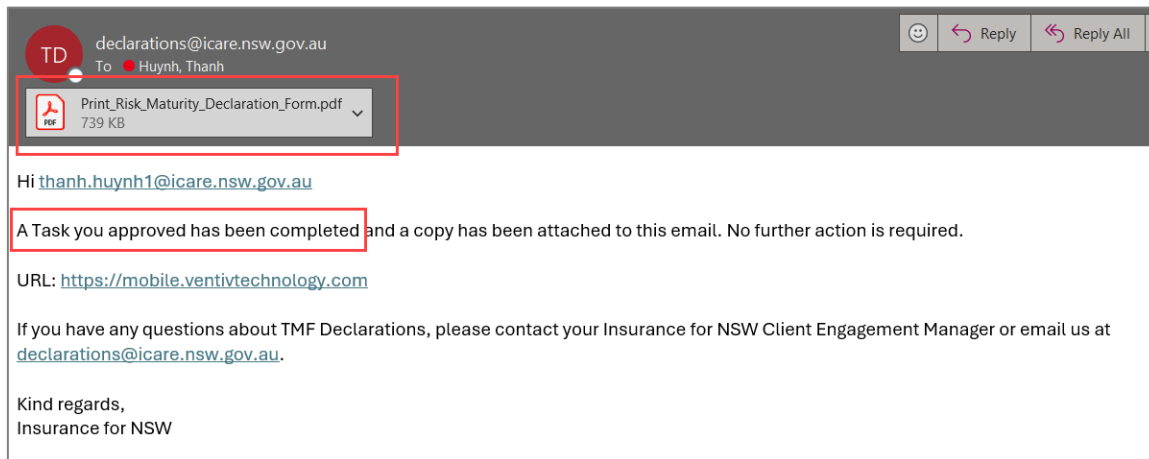 TD
declarations@icare.nsw.gov.au
To Huynh, Thanh
Reply
Reply All
PDF
Print_Risk_Maturity_Declaration_Form.pdf
739 KB
Hi thanh.huynh1@icare.nsw.gov.au
A Task you approved has been completed and a copy has been attached to this email. No further action is required.
URL: https://mobile.ventivtechnology.com
If you have any questions about TMF Declarations, please contact your Insurance for NSW Client Engagement Manager or email us at
declarations@icare.nsw.gov.au.
Kind regards,
Insurance for NSW